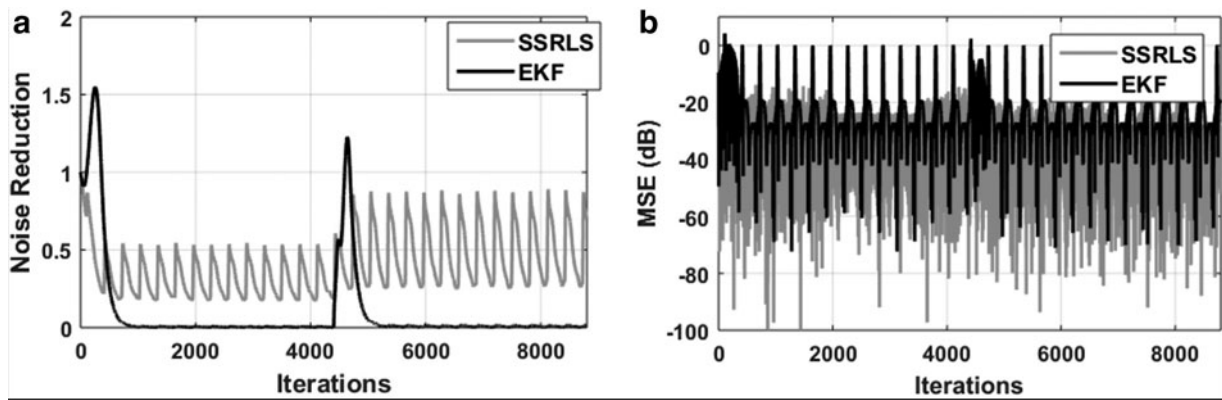 a
2
1.5
1
0.5
0
0 2000 4000 6000 8000
Noise Reduction
Iterations
SSRLS
EKF
b
0
-20
-40
-60
-80
-100
0 2000 4000 6000 8000
MSE (dB)
Iterations
SSRLS
EKF